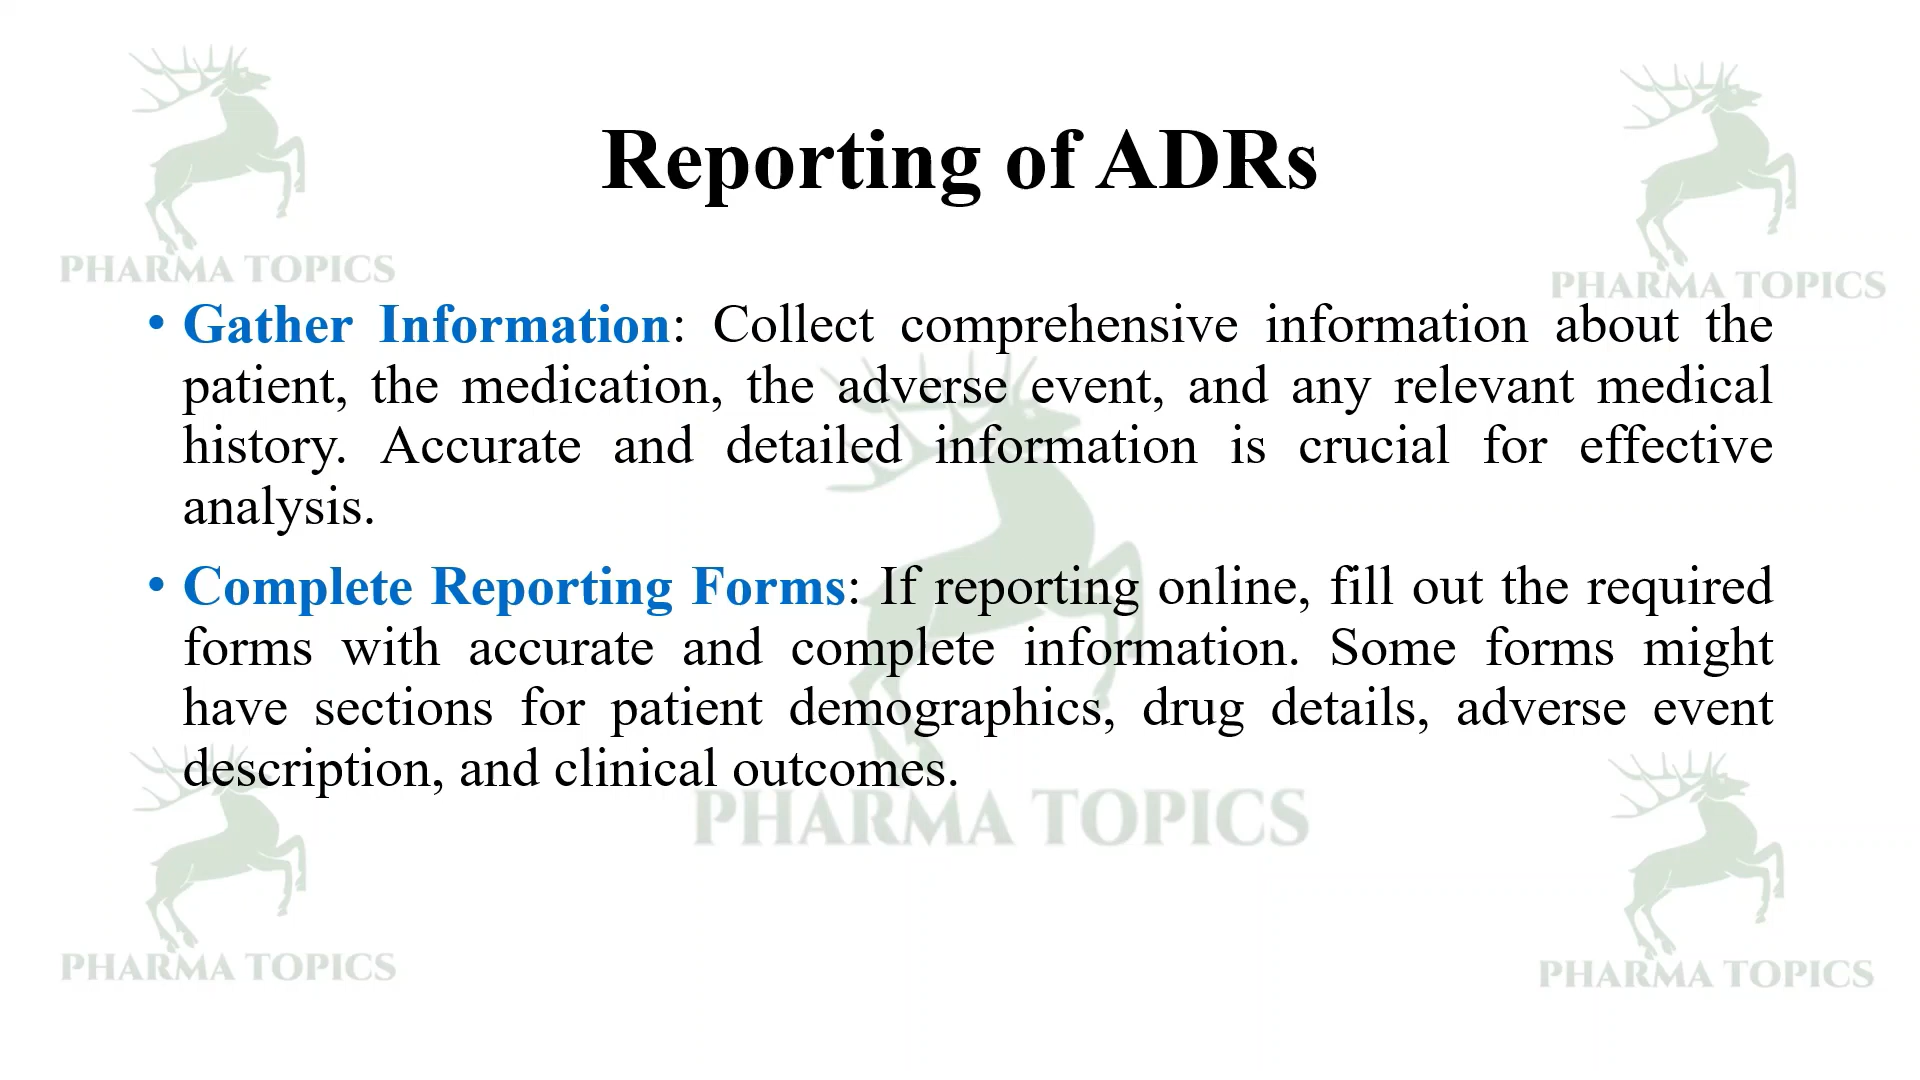 Reporting of ADRs
PHARMA TOPICS
PHARMA TOPICS
• Gather Information: Collect comprehensive information about the
patient, the medication, the adverse event, and any relevant medical
history. Accurate and detailed information is crucial for effective
analysis.
• Complete Reporting Forms: If reporting online, fill out the required
forms with accurate and complete information. Some forms might
have sections for patient demographics, drug details, adverse event
description, and clinical outcomes.
PHARMA TOPICS
PHARMA TOPICS
PHARMA TOPICS